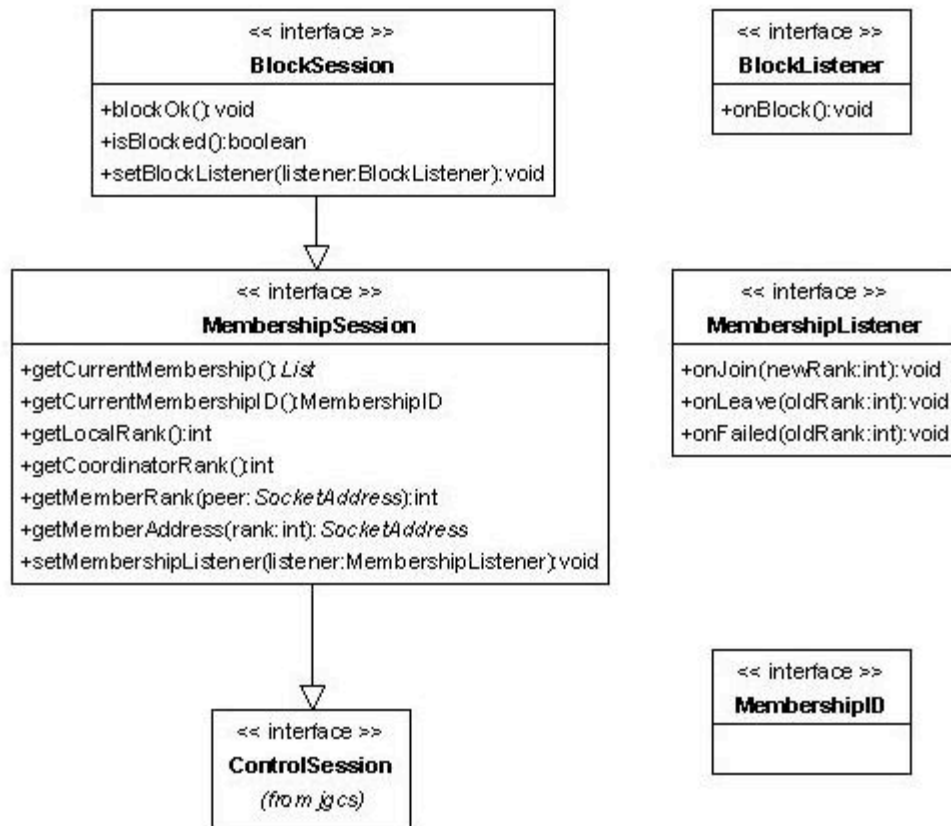 << interface >>
BlockSession
+blockOk():void
+isBlocked():boolean
+setBlockListener(listener:BlockListener):void
<< interface >>
BlockListener
+onBlock():void
<< interface >>
MembershipSession
+getCurrentMembership():List
+getCurrentMembershipID():MembershipID
+getLocalRank():int
+getCoordinatorRank():int
+getMemberRank(peer:SocketAddress):int
+getMemberAddress(rank:int):SocketAddress
+setMembershipListener(listener:MembershipListener):void
<< interface >>
MembershipListener
+onJoin(newRank:int):void
+onLeave(oldRank:int):void
+onFailed(oldRank:int):void
<< interface >>
ControlSession
(from jgcs)
<< interface >>
MembershipID